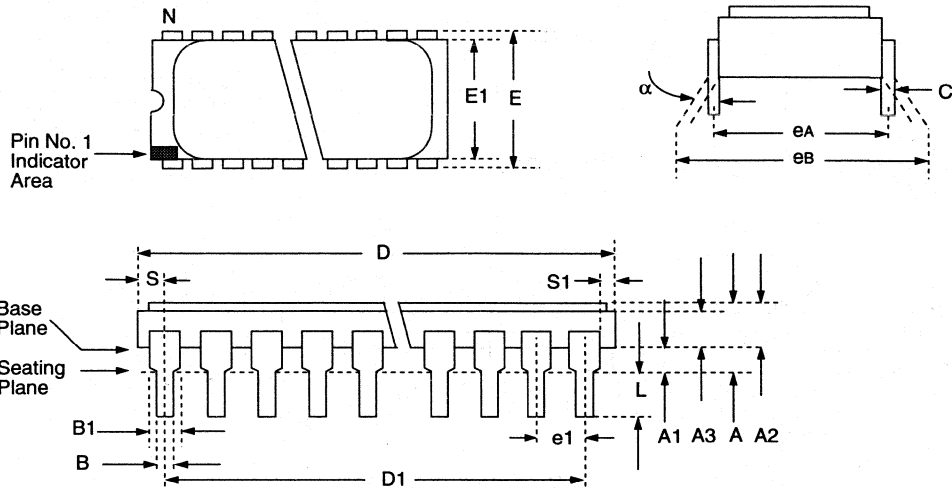 N
E1
E
Pin No. 1
Indicator
Area
α
C
eA
eB
D
S
S1
Base
Plane
Seating
Plane
L
B1
e1
A1
A3
A
A2
B
D1